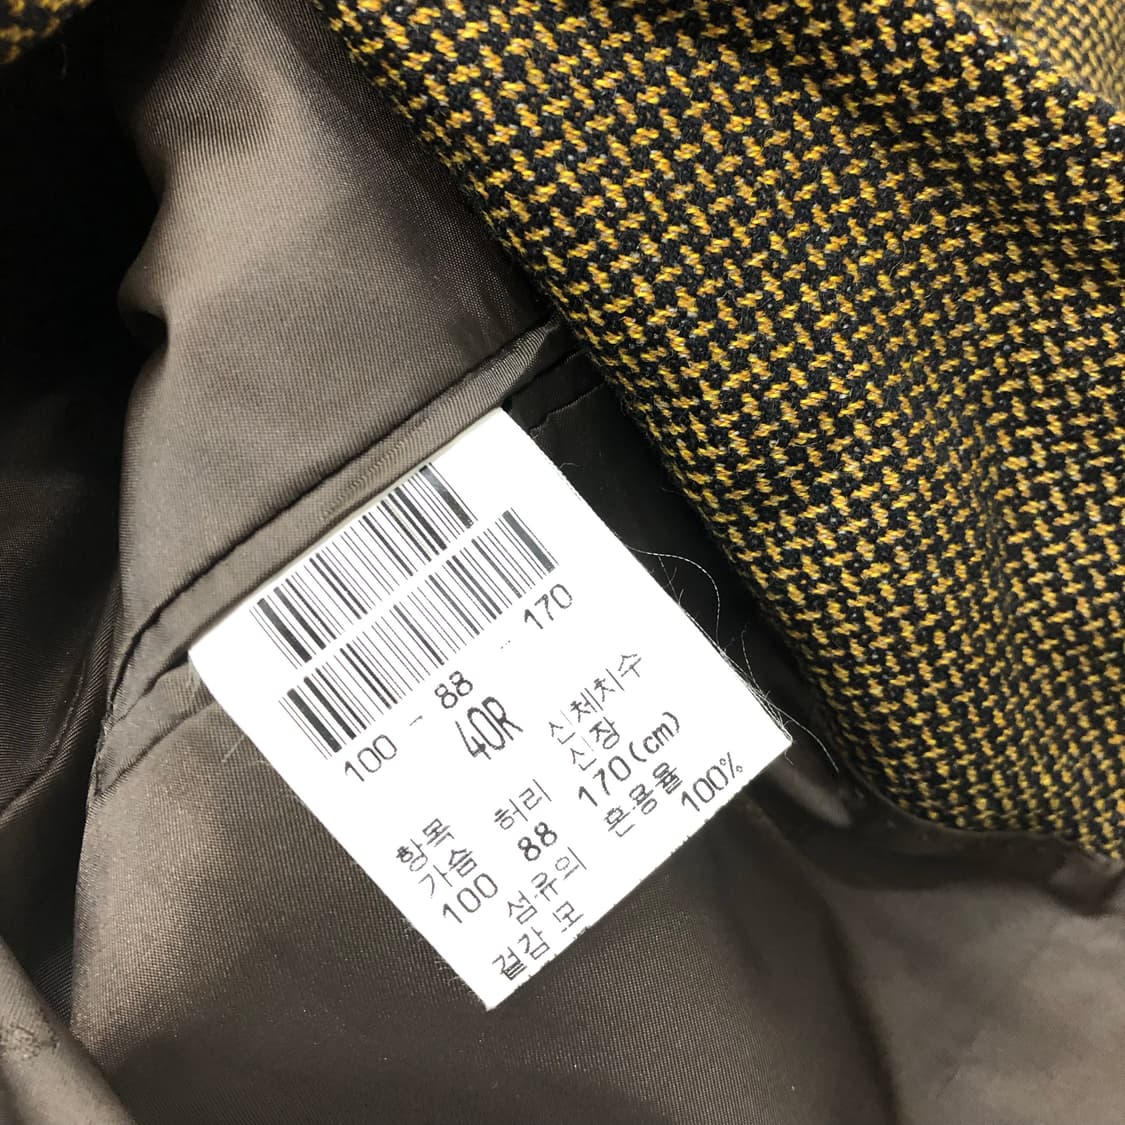 100 - 88 - 170
40R
항목 신체치수
가슴 허리 신장
100 88 170(cm)
섬유의 혼용율
겉감 모 100%